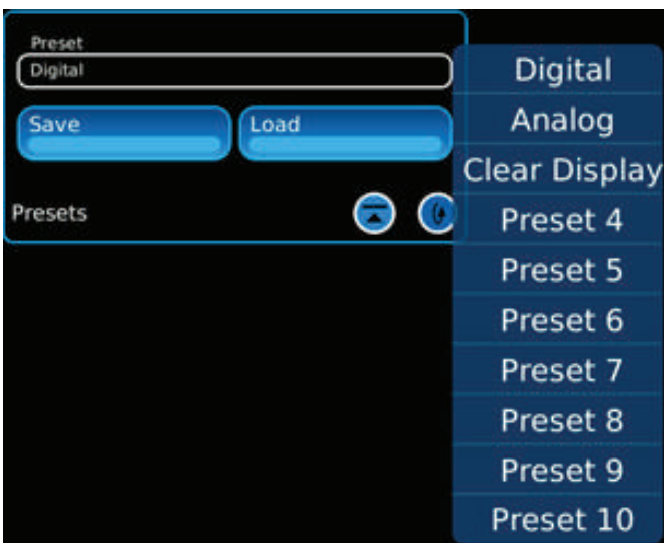 Preset
Digital
Save
Load
Presets
Digital
Analog
Clear Display
Preset 4
Preset 5
Preset 6
Preset 7
Preset 8
Preset 9
Preset 10